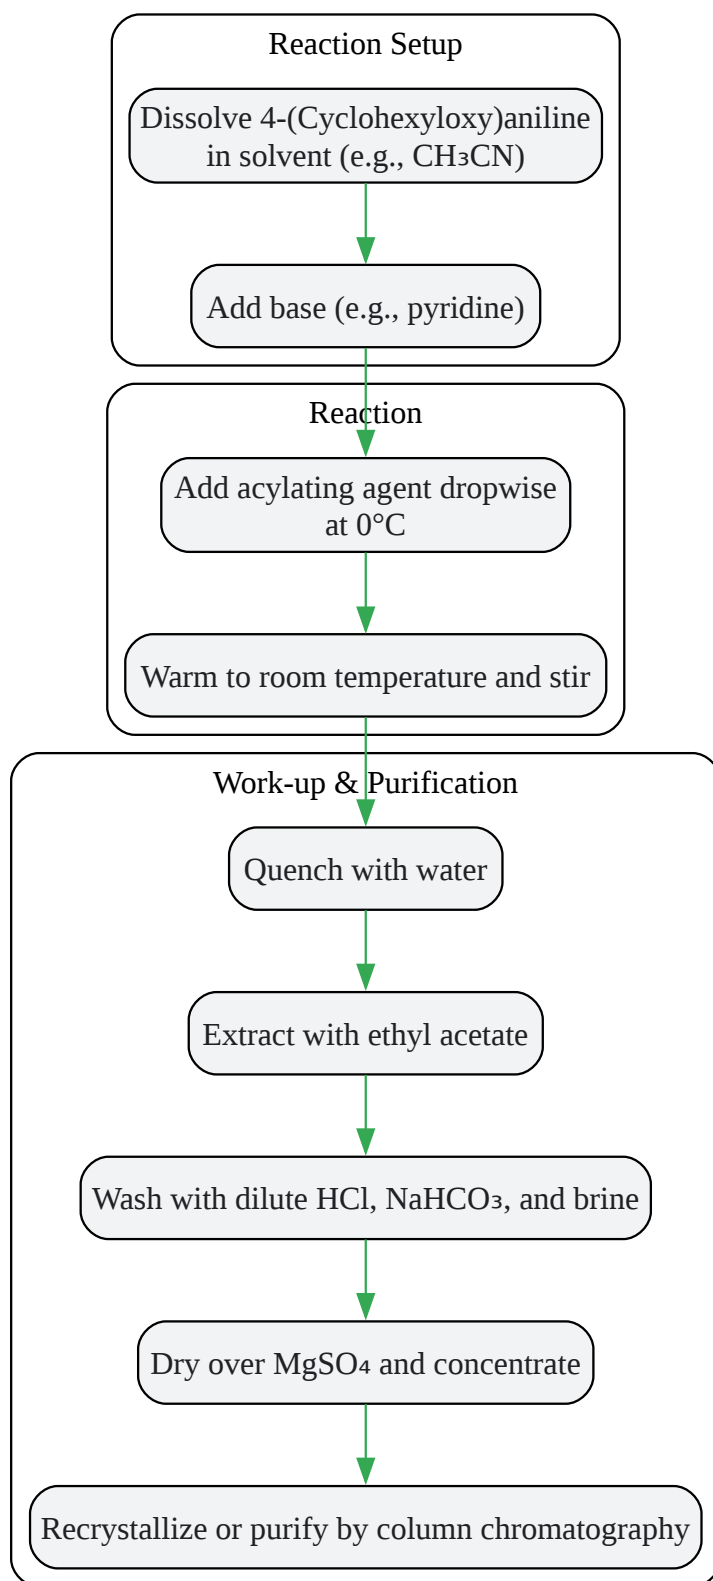 Reaction Setup
Dissolve 4-(Cyclohexyloxy)aniline
in solvent (e.g., CH₃CN)
Add base (e.g., pyridine)
Reaction
Add acylating agent dropwise
at 0°C
Warm to room temperature and stir
Work-up & Purification
Quench with water
Extract with ethyl acetate
Wash with dilute HCl, NaHCO₃, and brine
Dry over MgSO₄ and concentrate
Recrystallize or purify by column chromatography